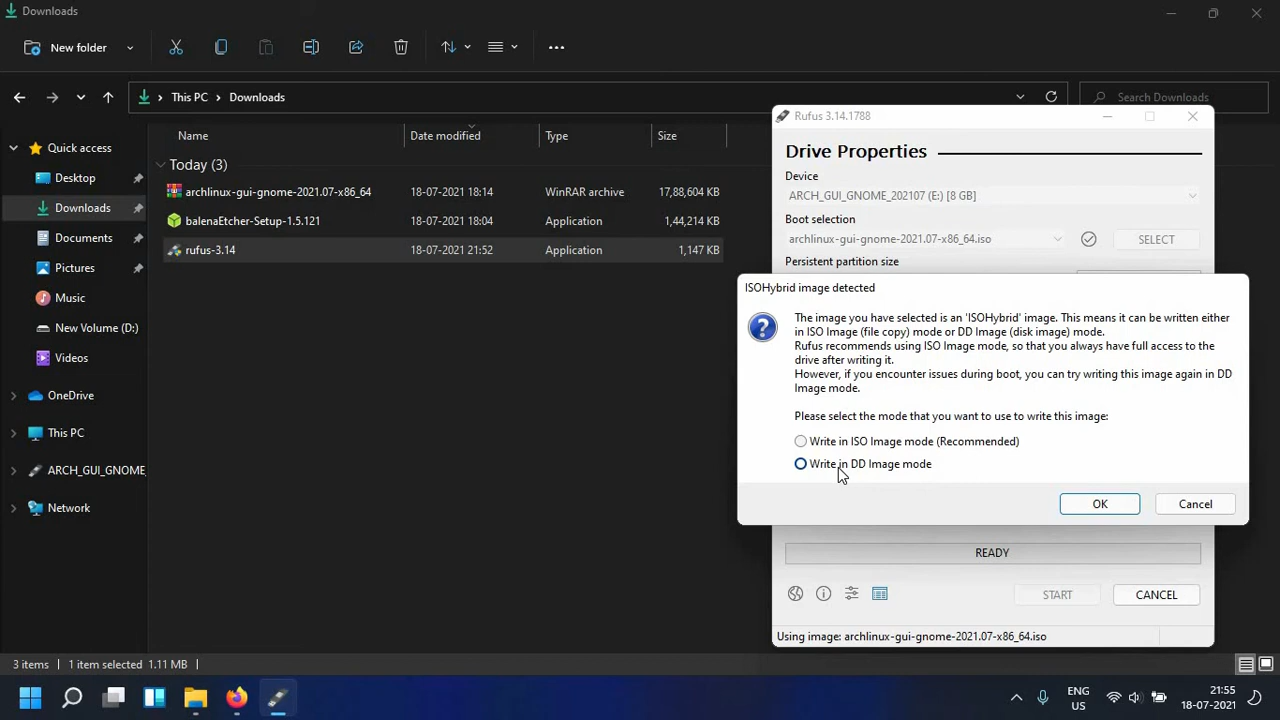 Downloads
New folder
This PC
Downloads
Search Downloads
Name
Date modified
Type
Size
Quick access
Desktop
Downloads
Documents
Pictures
Music
New Volume (D:)
Videos
OneDrive
This PC
ARCH_GUI_GNOME_
Network
Today (3)
archlinux-gui-gnome-2021.07-x86_64 18-07-2021 18:14 WinRAR archive 17,88,604 KB
balenaEtcher-Setup-1.5.121 18-07-2021 18:04 Application 1,44,214 KB
rufus-3.14 18-07-2021 21:52 Application 1,147 KB
Rufus 3.14.1788
Drive Properties
Device
ARCH_GUI_GNOME_202107 (E:) [8 GB]
Boot selection
archlinux-gui-gnome-2021.07-x86_64.iso
SELECT
Persistent partition size
ISOHybrid image detected
The image you have selected is an 'ISOHybrid' image. This means it can be written either
in ISO Image (file copy) mode or DD Image (disk image) mode.
Rufus recommends using ISO Image mode, so that you always have full access to the
drive after writing it.
However, if you encounter issues during boot, you can try writing this image again in DD
Image mode.
Please select the mode that you want to use to write this image:
Write in ISO Image mode (Recommended)
Write in DD Image mode
OK
Cancel
READY
START
CANCEL
Using image: archlinux-gui-gnome-2021.07-x86_64.iso
3 items
1 item selected 1.11 MB
ENG
US
21:55
18-07-2021